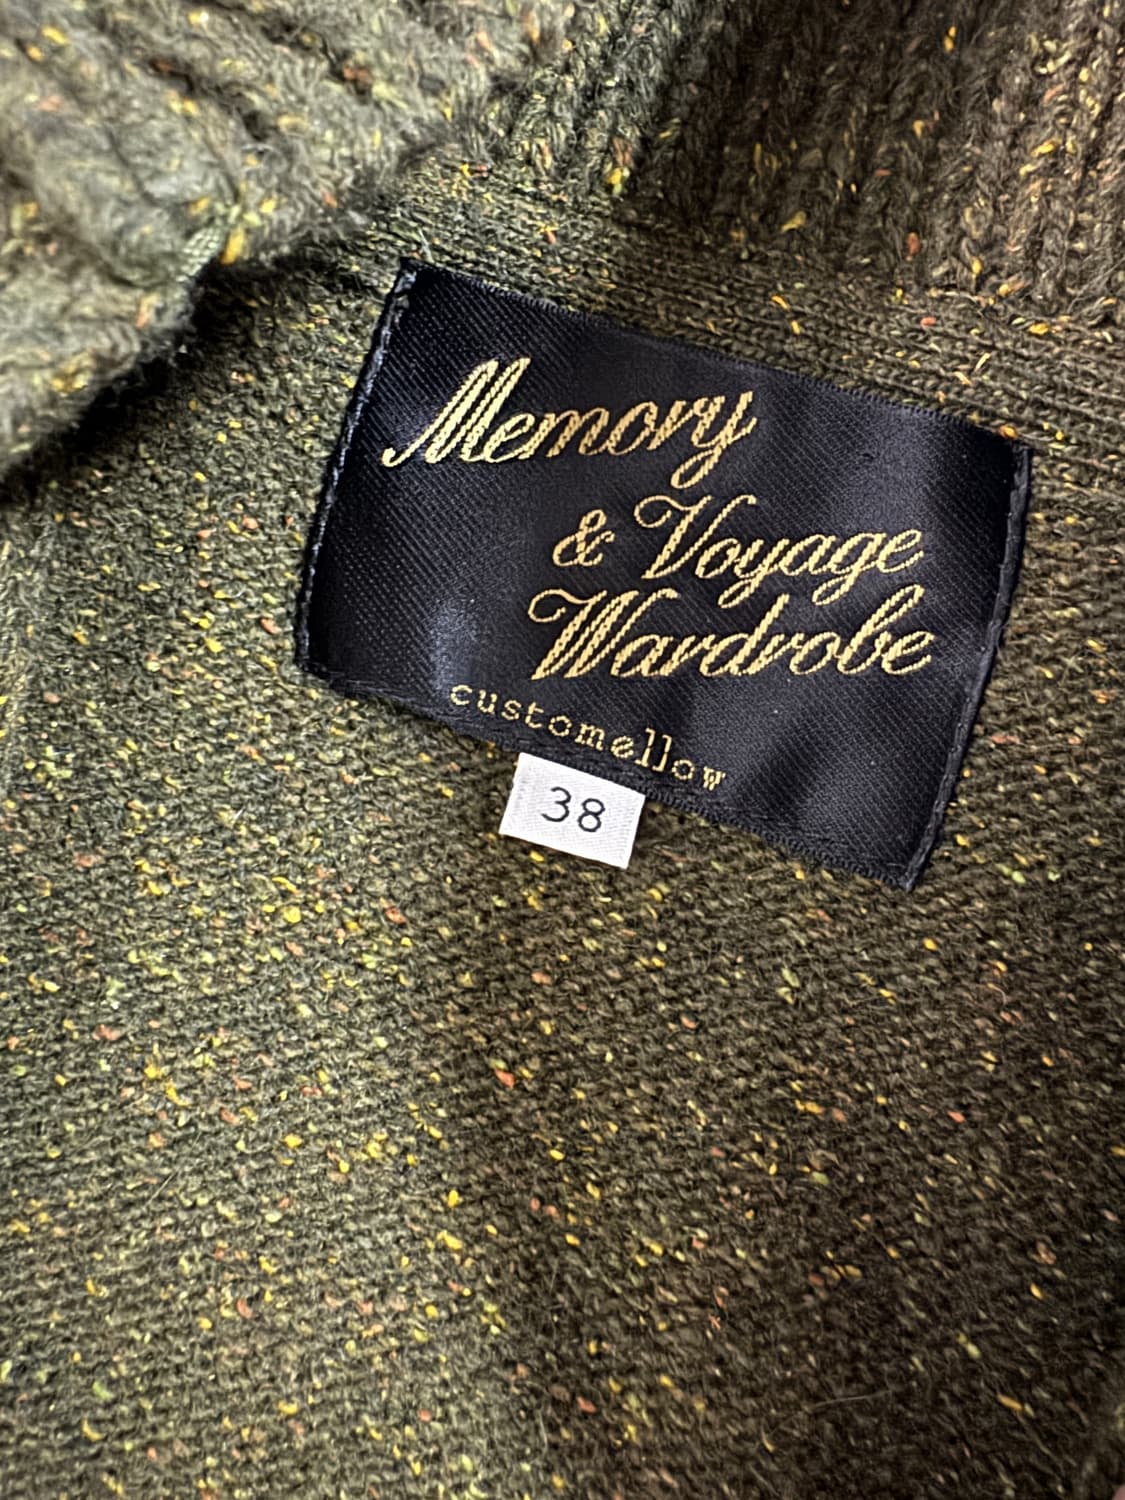 Memory
& Voyage
Wardrobe
customellow
38